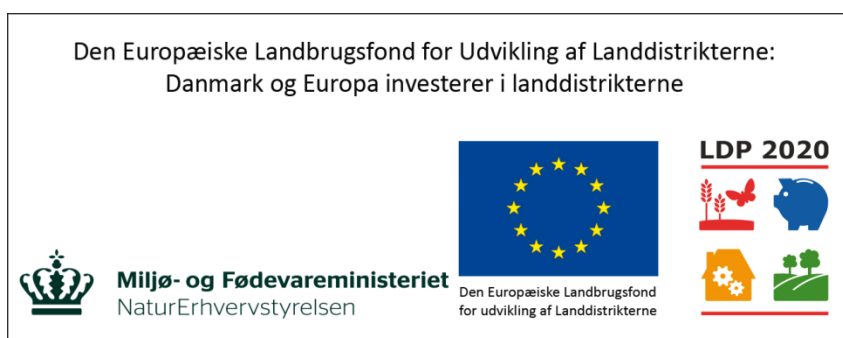 Den Europæiske Landbrugsfond for Udvikling af Landdistrikterne:
Danmark og Europa investerer i landdistrikterne
LDP 2020
Miljø- og Fødevareministeriet
NaturErhvervstyrelsen
Den Europæiske Landbrugsfond
for udvikling af Landdistrikterne